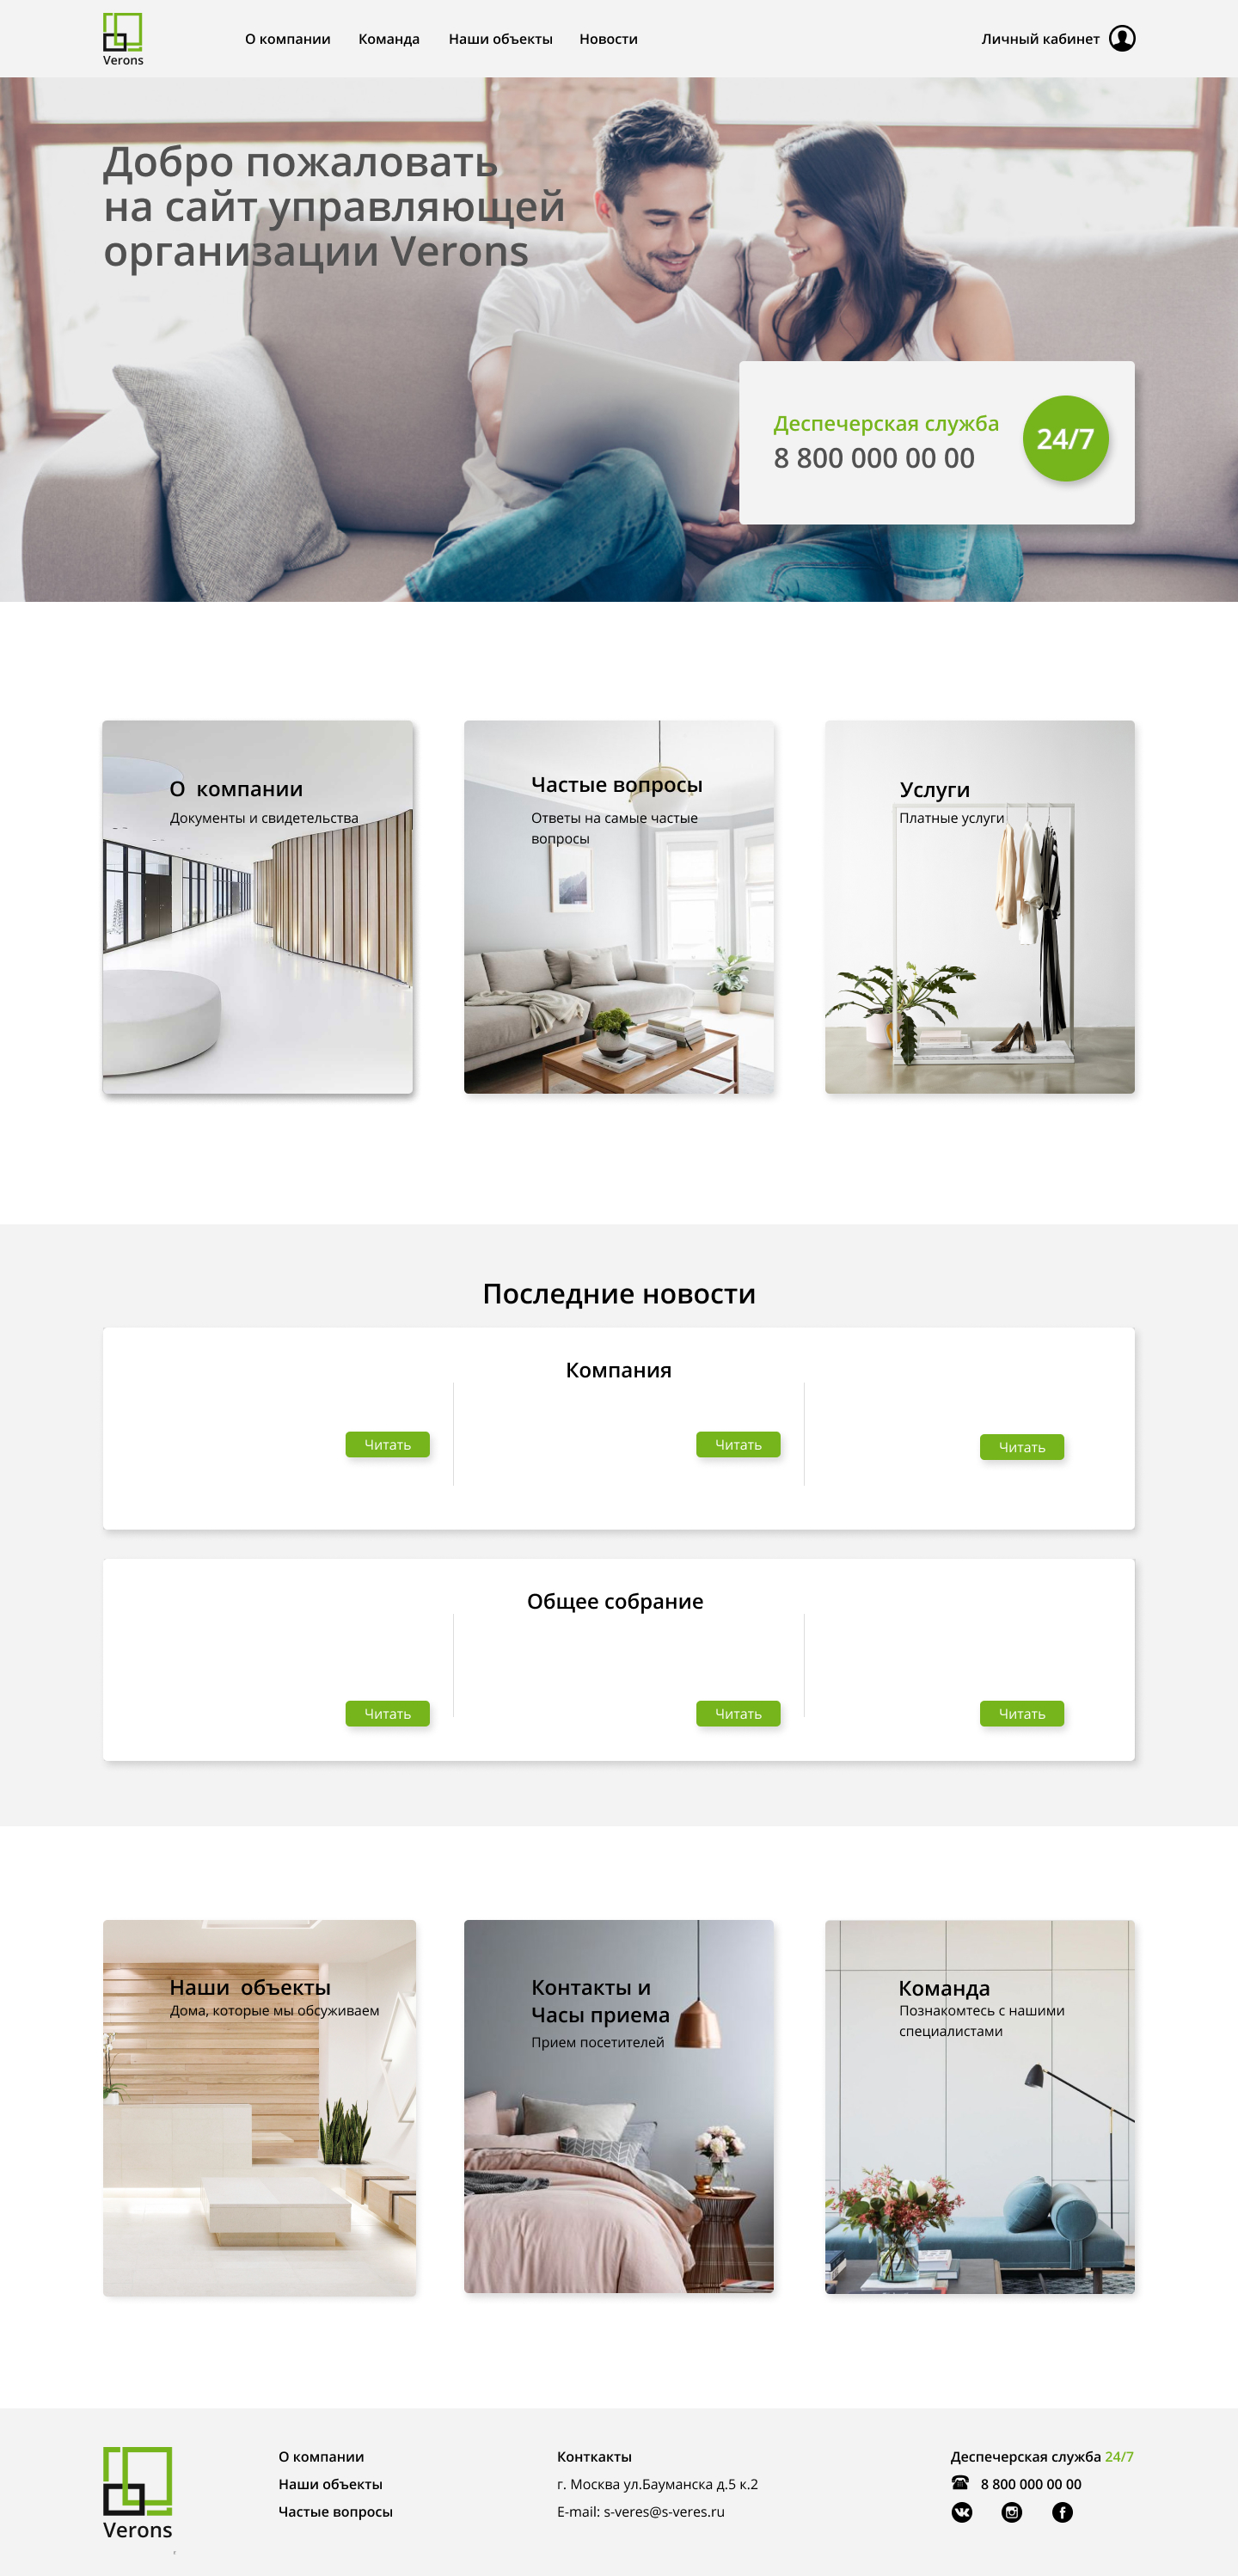 Verons
О компании Команда Наши объекты Новости
Личный кабинет
Добро пожаловать
на сайт управляющей
организации Verons
Деспечерская служба
8 800 000 00 00
24/7
О компании
Документы и свидетельства
Частые вопросы
Ответы на самые частые
вопросы
Услуги
Платные услуги
Последние новости
Компания
Читать
Читать
Читать
Общее собрание
Читать
Читать
Читать
Наши объекты
Дома, которые мы обсуживаем
Контакты и
Часы приема
Прием посетителей
Команда
Познакомтесь с нашими
специалистами
Verons
О компании
Наши объекты
Частые вопросы
Конткакты
г. Москва ул.Бауманска д.5 к.2
E-mail: s-veres@s-veres.ru
Деспечерская служба 24/7
8 800 000 00 00